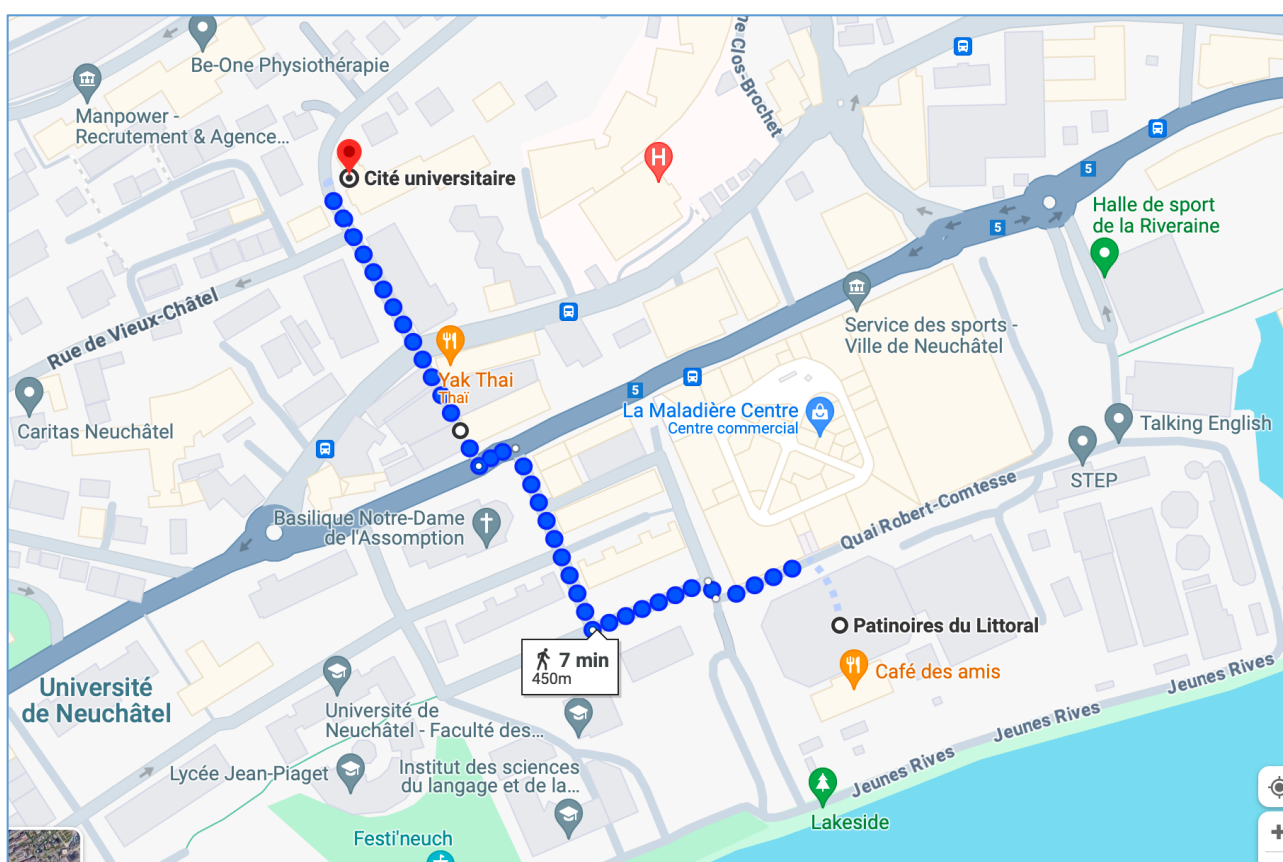 Be-One Physiothérapie
Manpower -
Recrutement & Agence...
ne Clos-Brochet
Cité universitaire
H
5
5
Halle de sport
de la Riveraine
Rue de Vieux-Châtel
Service des sports -
Ville de Neuchâtel
Yak Thai
Thaï
5
La Maladière Centre
Centre commercial
Caritas Neuchâtel
Talking English
STEP
Quai Robert-Comtesse
Basilique Notre-Dame
de l'Assomption
Patinoires du Littoral
7 min
450m
Café des amis
Jeunes Rives
Jeunes Rives
Jeunes Rives
Université
de Neuchâtel
Université de
Neuchâtel - Faculté des...
Lycée Jean-Piaget
Institut des sciences
du langage et de la...
Lakeside
Festi'neuch